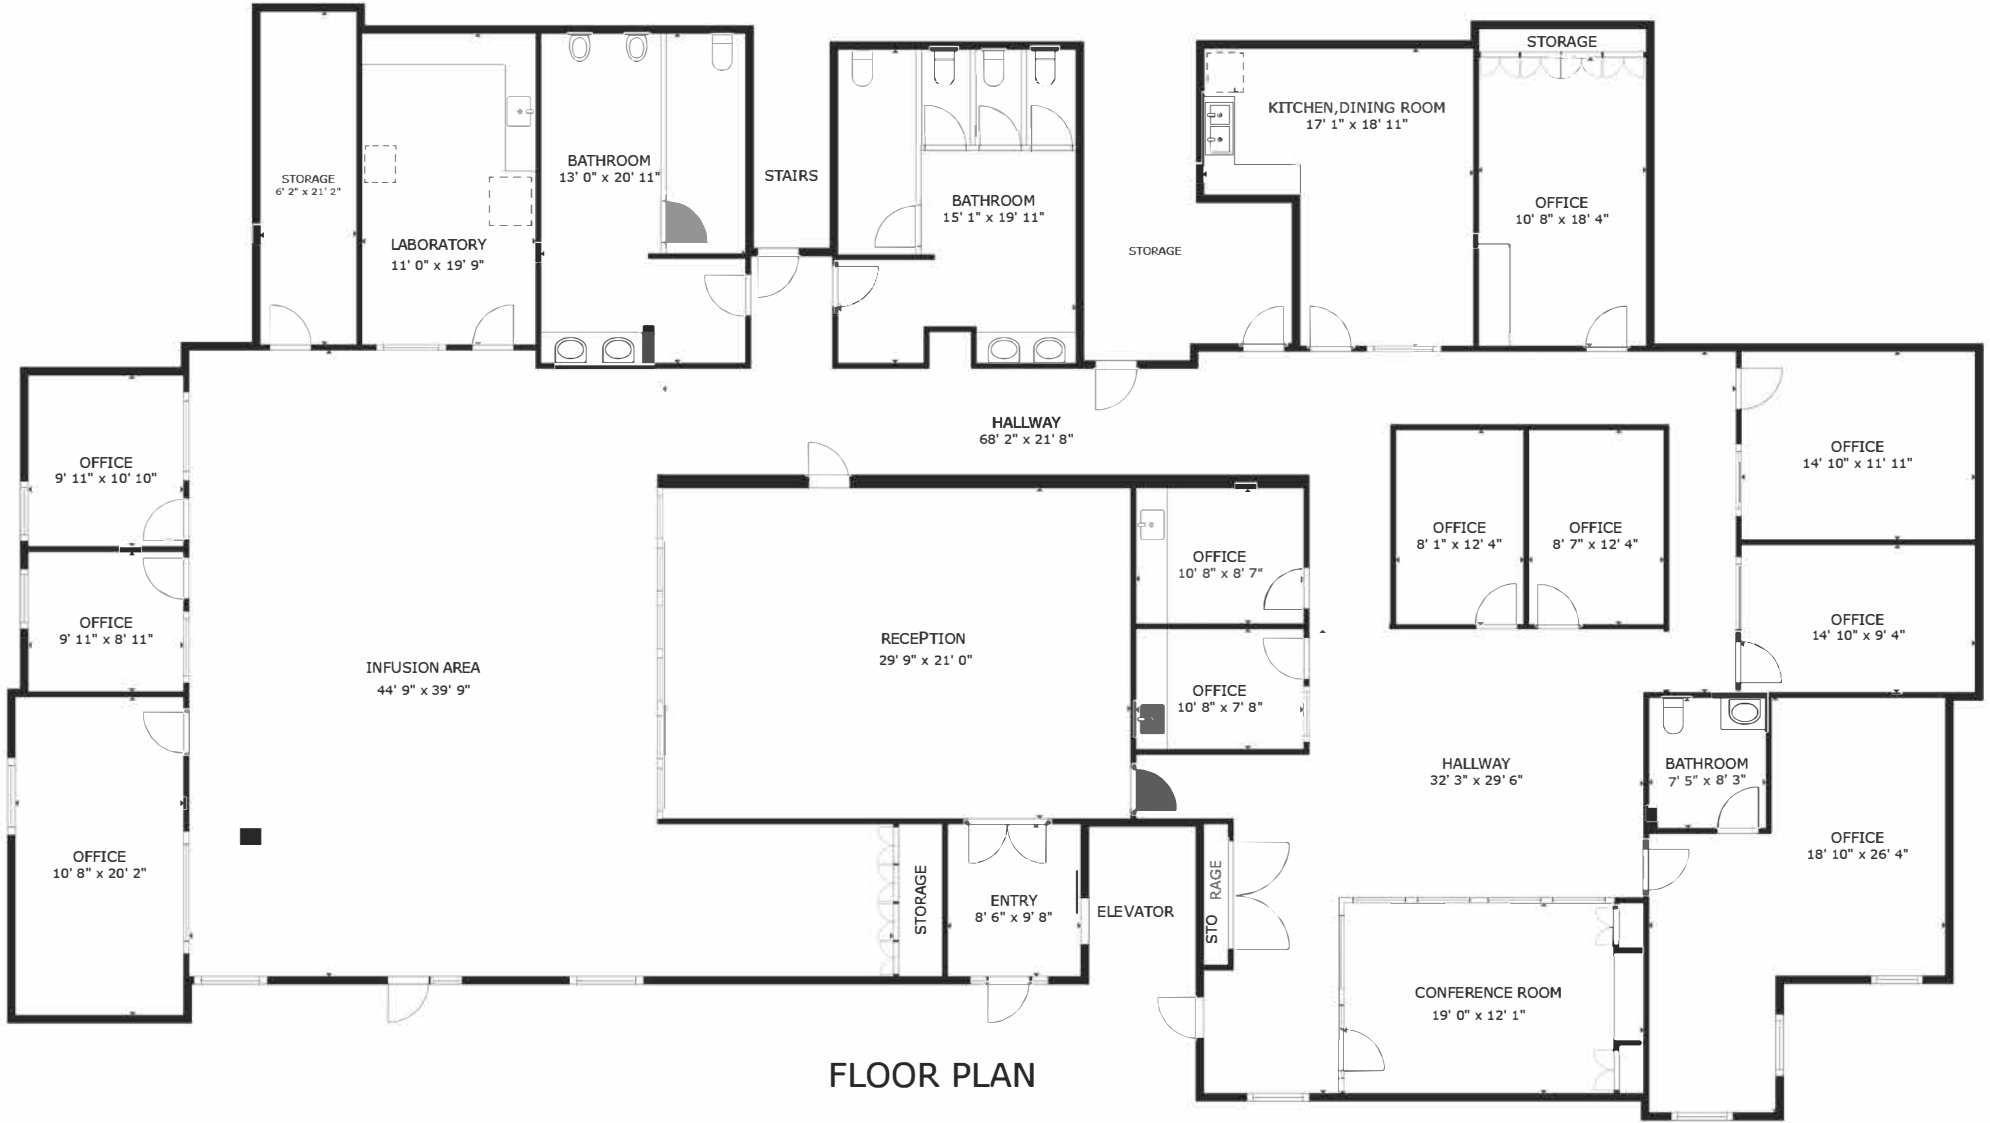 STORAGE
6' 2" x 21' 2"
LABORATORY
11' 0" x 19' 9"
BATHROOM
13' 0" x 20' 11"
STAIRS
BATHROOM
15' 1" x 19' 11"
STORAGE
KITCHEN,DINING ROOM
17' 1" x 18' 11"
STORAGE
OFFICE
10' 8" x 18' 4"
OFFICE
9' 11" x 10' 10"
OFFICE
9' 11" x 8' 11"
OFFICE
10' 8" x 20' 2"
INFUSION AREA
44' 9" x 39' 9"
HALLWAY
68' 2" x 21' 8"
RECEPTION
29' 9" x 21' 0"
OFFICE
10' 8" x 8' 7"
OFFICE
10' 8" x 7' 8"
OFFICE
8' 1" x 12' 4"
OFFICE
8' 7" x 12' 4"
OFFICE
14' 10" x 11' 11"
OFFICE
14' 10" x 9' 4"
HALLWAY
32' 3" x 29' 6"
BATHROOM
7' 5" x 8' 3"
OFFICE
18' 10" x 26' 4"
STORAGE
ENTRY
8' 6" x 9' 8"
ELEVATOR
STO RAGE
CONFERENCE ROOM
19' 0" x 12' 1"
FLOOR PLAN